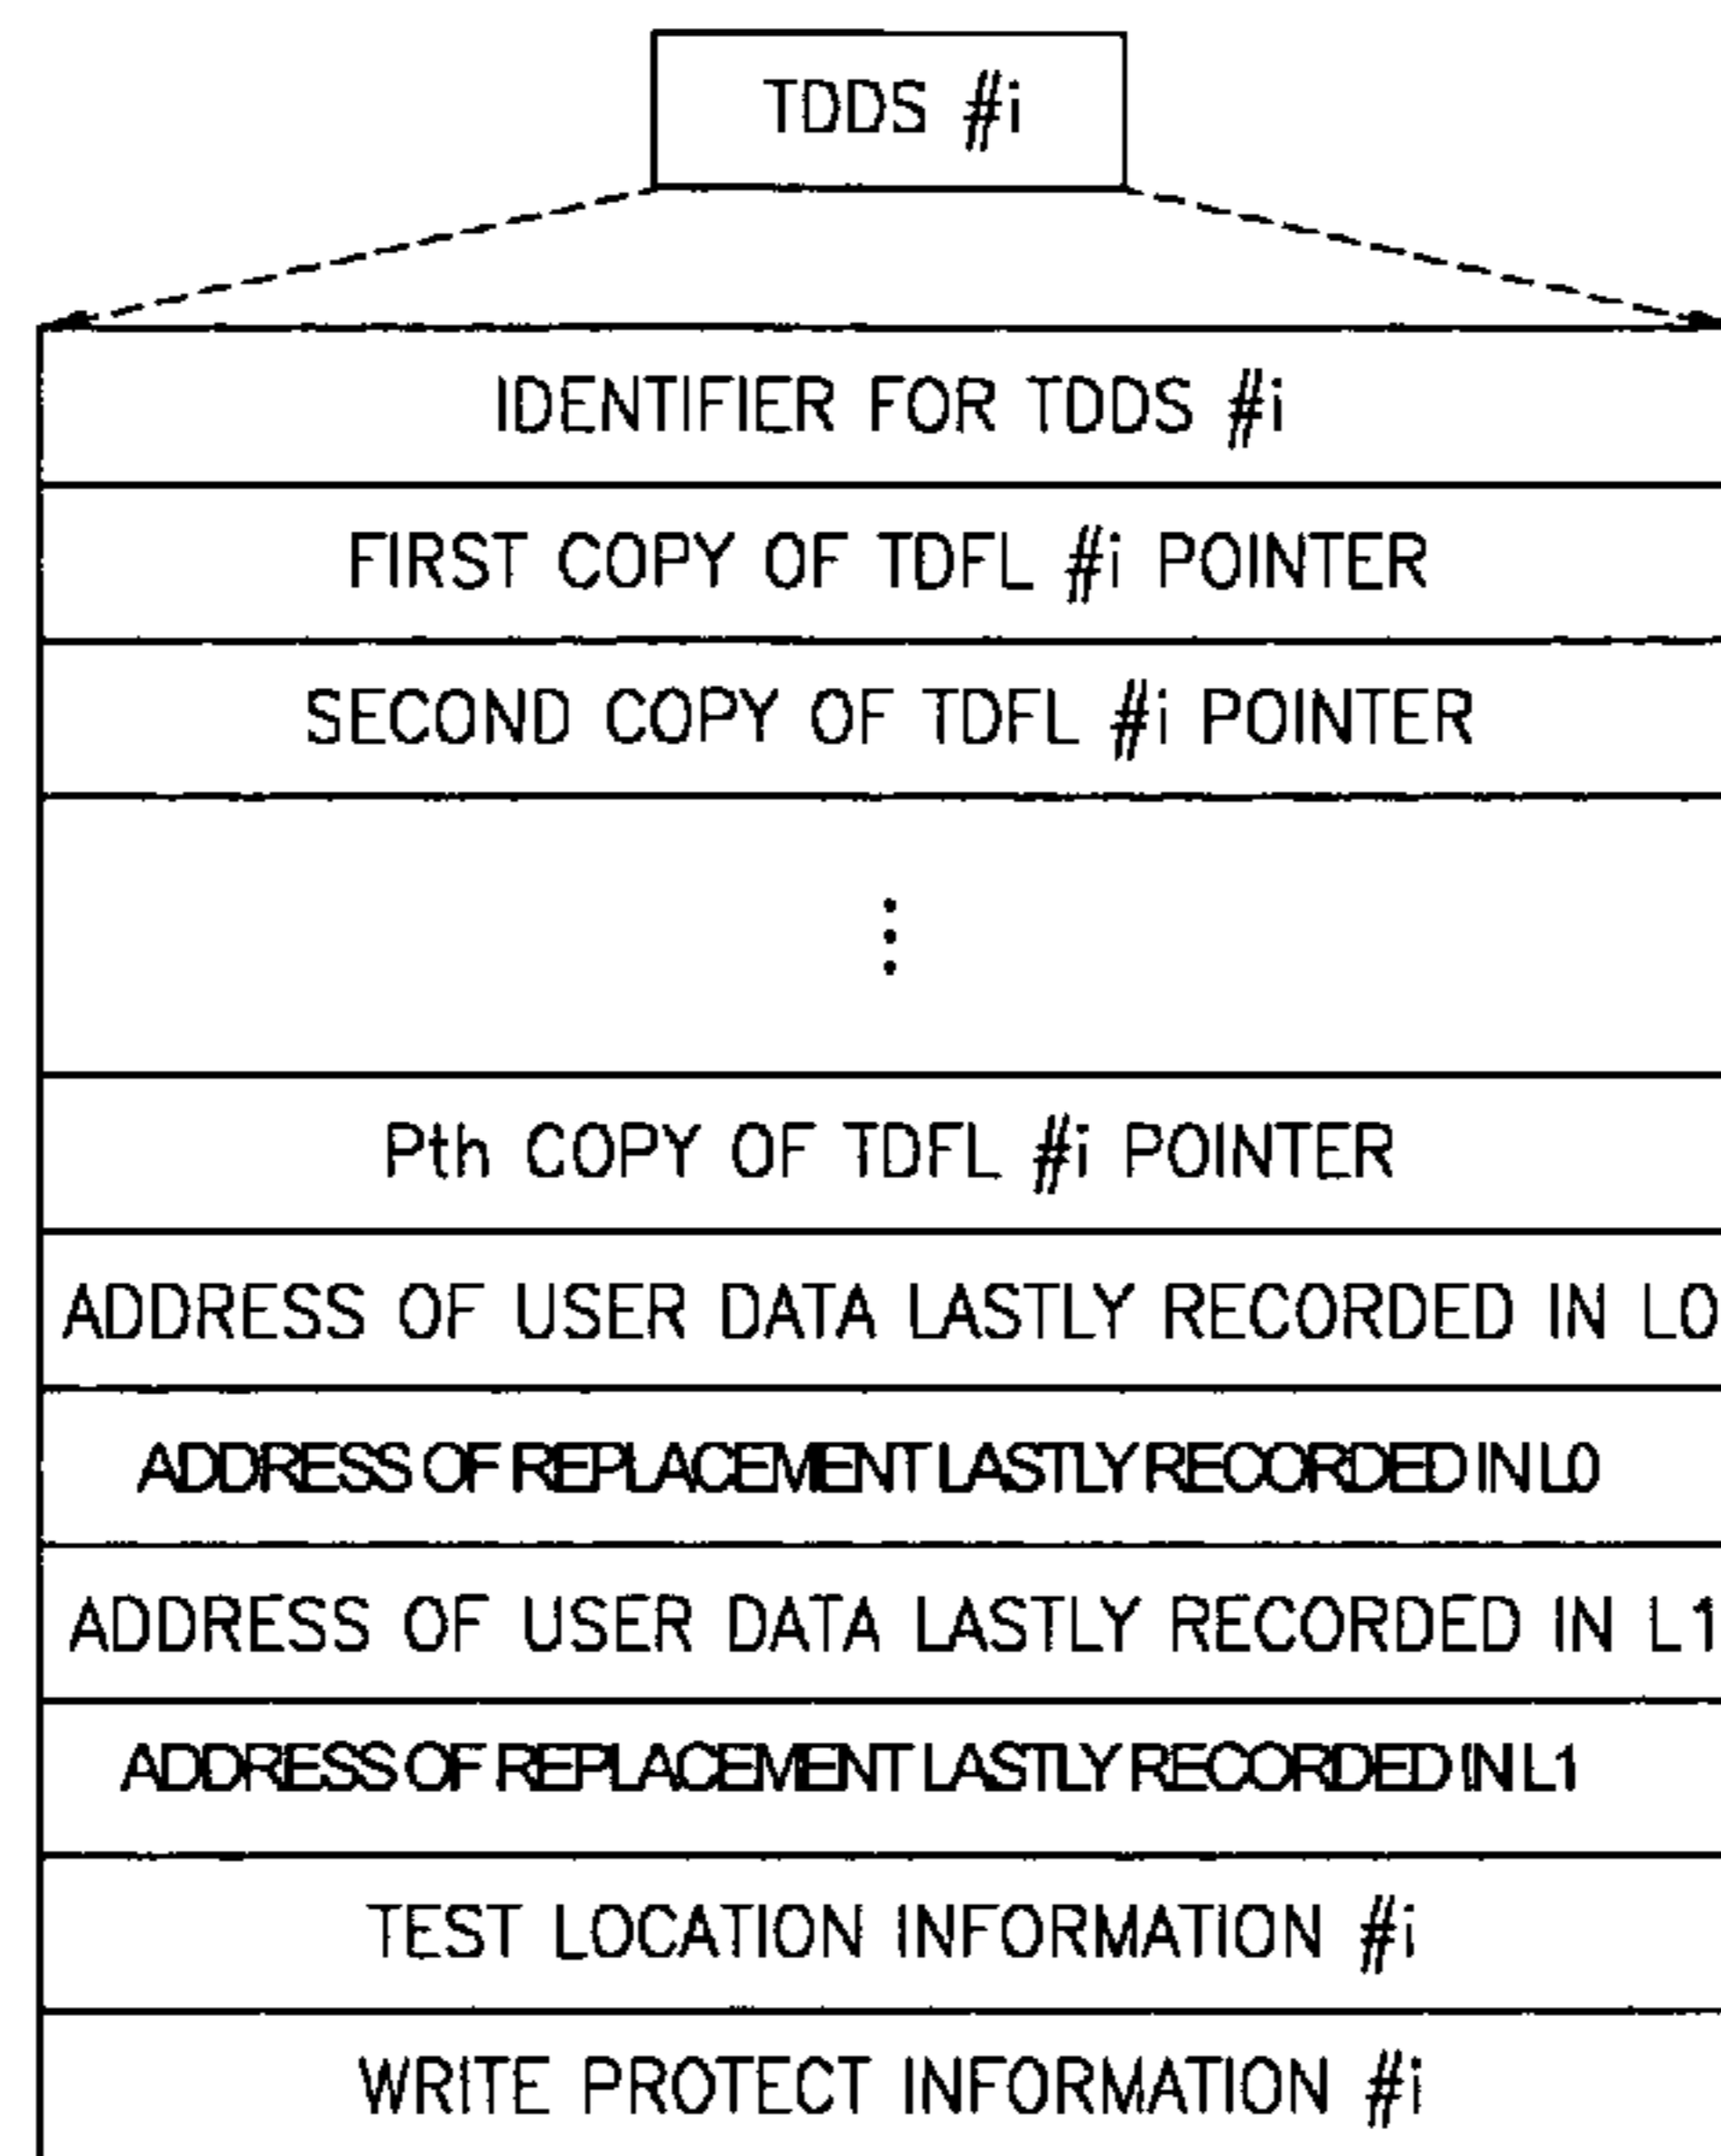 TDDS #i
IDENTIFIER FOR TDDS #i
FIRST COPY OF TDFL #i POINTER
SECOND COPY OF TDFL #i POINTER
⋮
Pth COPY OF TDFL #i POINTER
ADDRESS OF USER DATA LASTLY RECORDED IN L0
ADDRESS OF REPLACEMENT LASTLY RECORDED IN L0
ADDRESS OF USER DATA LASTLY RECORDED IN L1
ADDRESS OF REPLACEMENT LASTLY RECORDED IN L1
TEST LOCATION INFORMATION #i
WRITE PROTECT INFORMATION #i